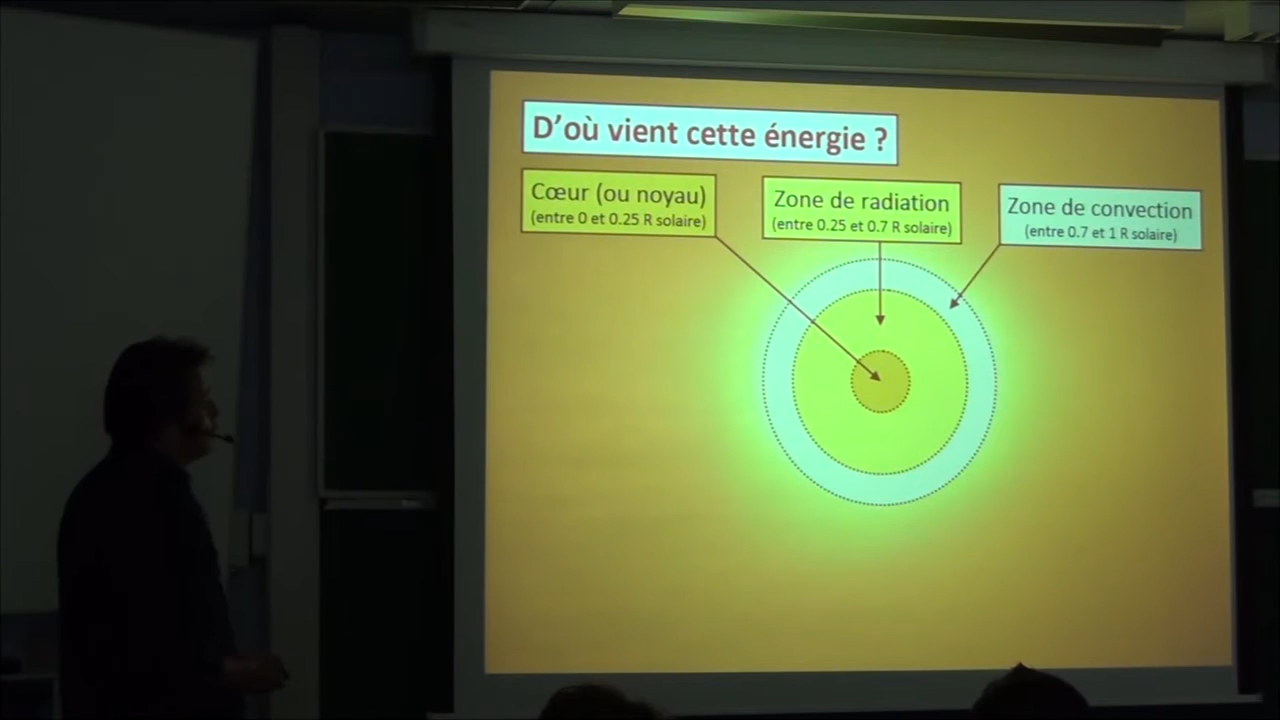 D'où vient cette énergie ?
Cœur (ou noyau)
(entre 0 et 0.25 R solaire)
Zone de radiation
(entre 0.25 et 0.7 R solaire)
Zone de convection
(entre 0.7 et 1 R solaire)